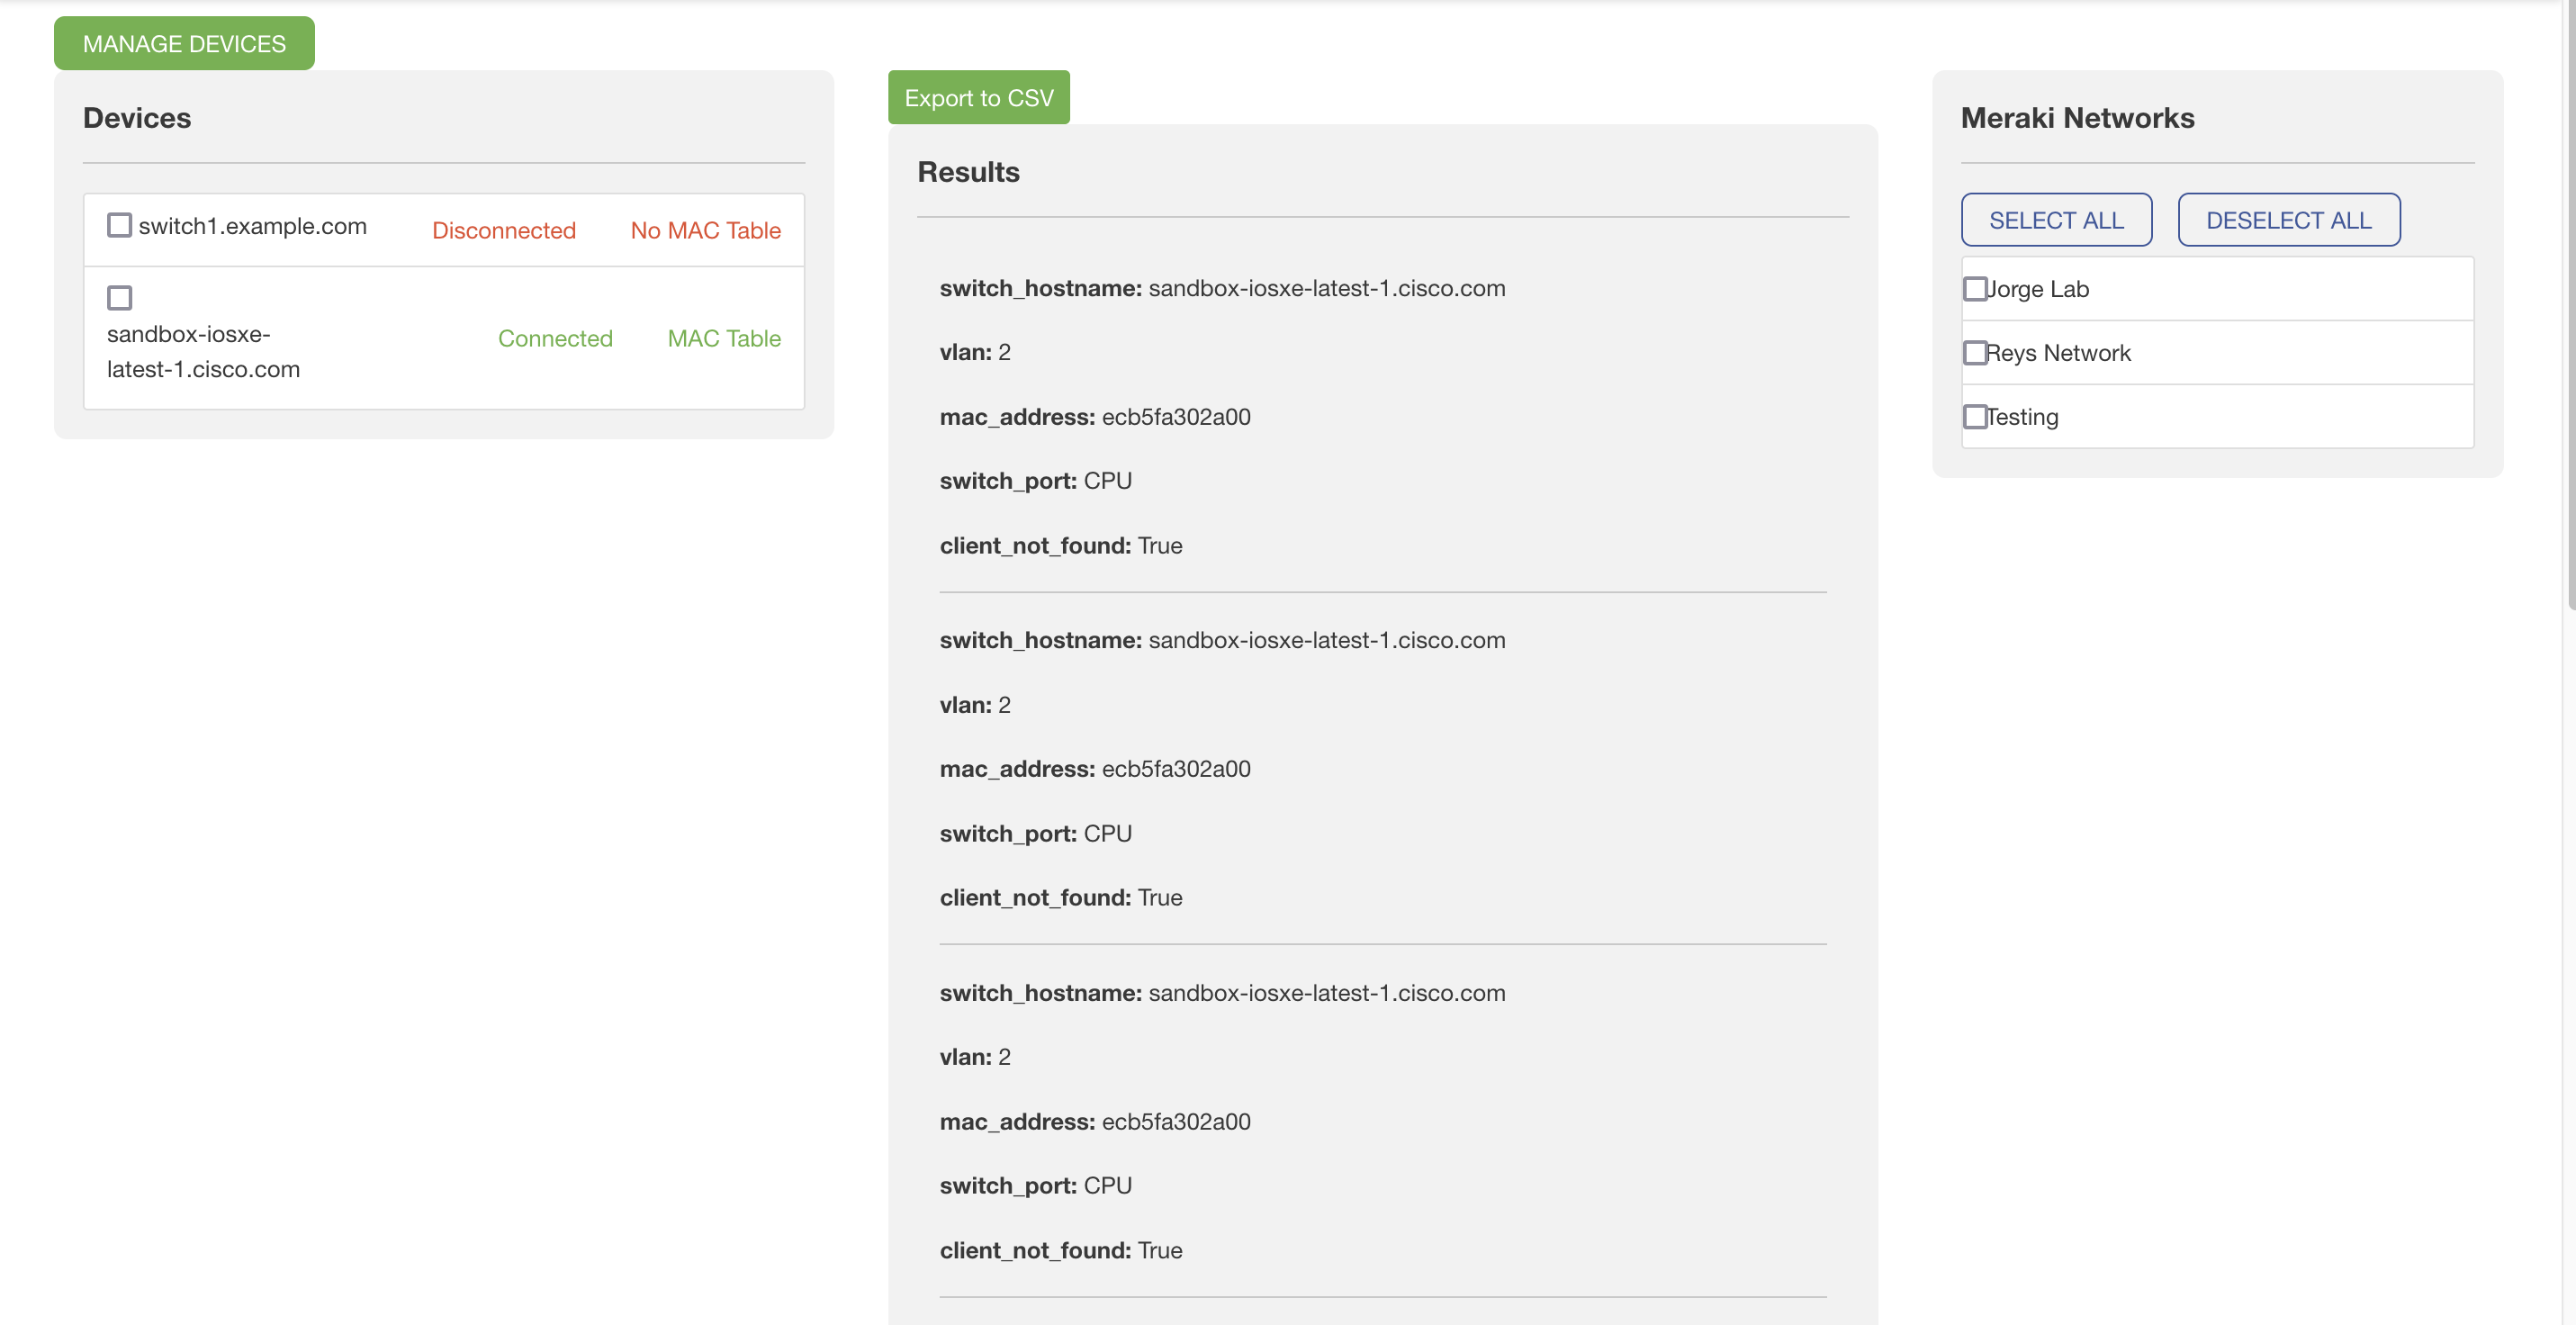 MANAGE DEVICES
Devices
switch1.example.com Disconnected No MAC Table
sandbox-iosxe-
latest-1.cisco.com Connected MAC Table
Export to CSV
Results
switch_hostname: sandbox-iosxe-latest-1.cisco.com
vlan: 2
mac_address: ecb5fa302a00
switch_port: CPU
client_not_found: True
switch_hostname: sandbox-iosxe-latest-1.cisco.com
vlan: 2
mac_address: ecb5fa302a00
switch_port: CPU
client_not_found: True
switch_hostname: sandbox-iosxe-latest-1.cisco.com
vlan: 2
mac_address: ecb5fa302a00
switch_port: CPU
client_not_found: True
Meraki Networks
SELECT ALL DESELECT ALL
Jorge Lab
Reys Network
Testing